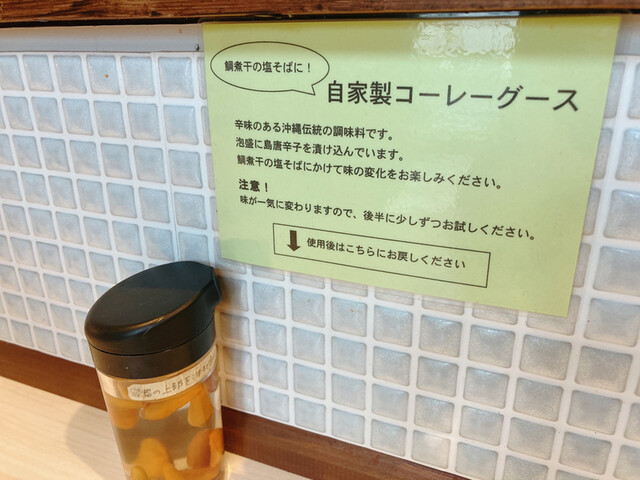 鯛煮干の塩そばに！
自家製コーレーグース
辛味のある沖縄伝統の調味料です。
泡盛に島唐辛子を漬け込んでいます。
鯛煮干の塩そばにかけて味の変化をお楽しみください。
注意！
味が一気に変わりますので、後半に少しずつお試しください。
使用後はこちらにお戻しください
の上部を